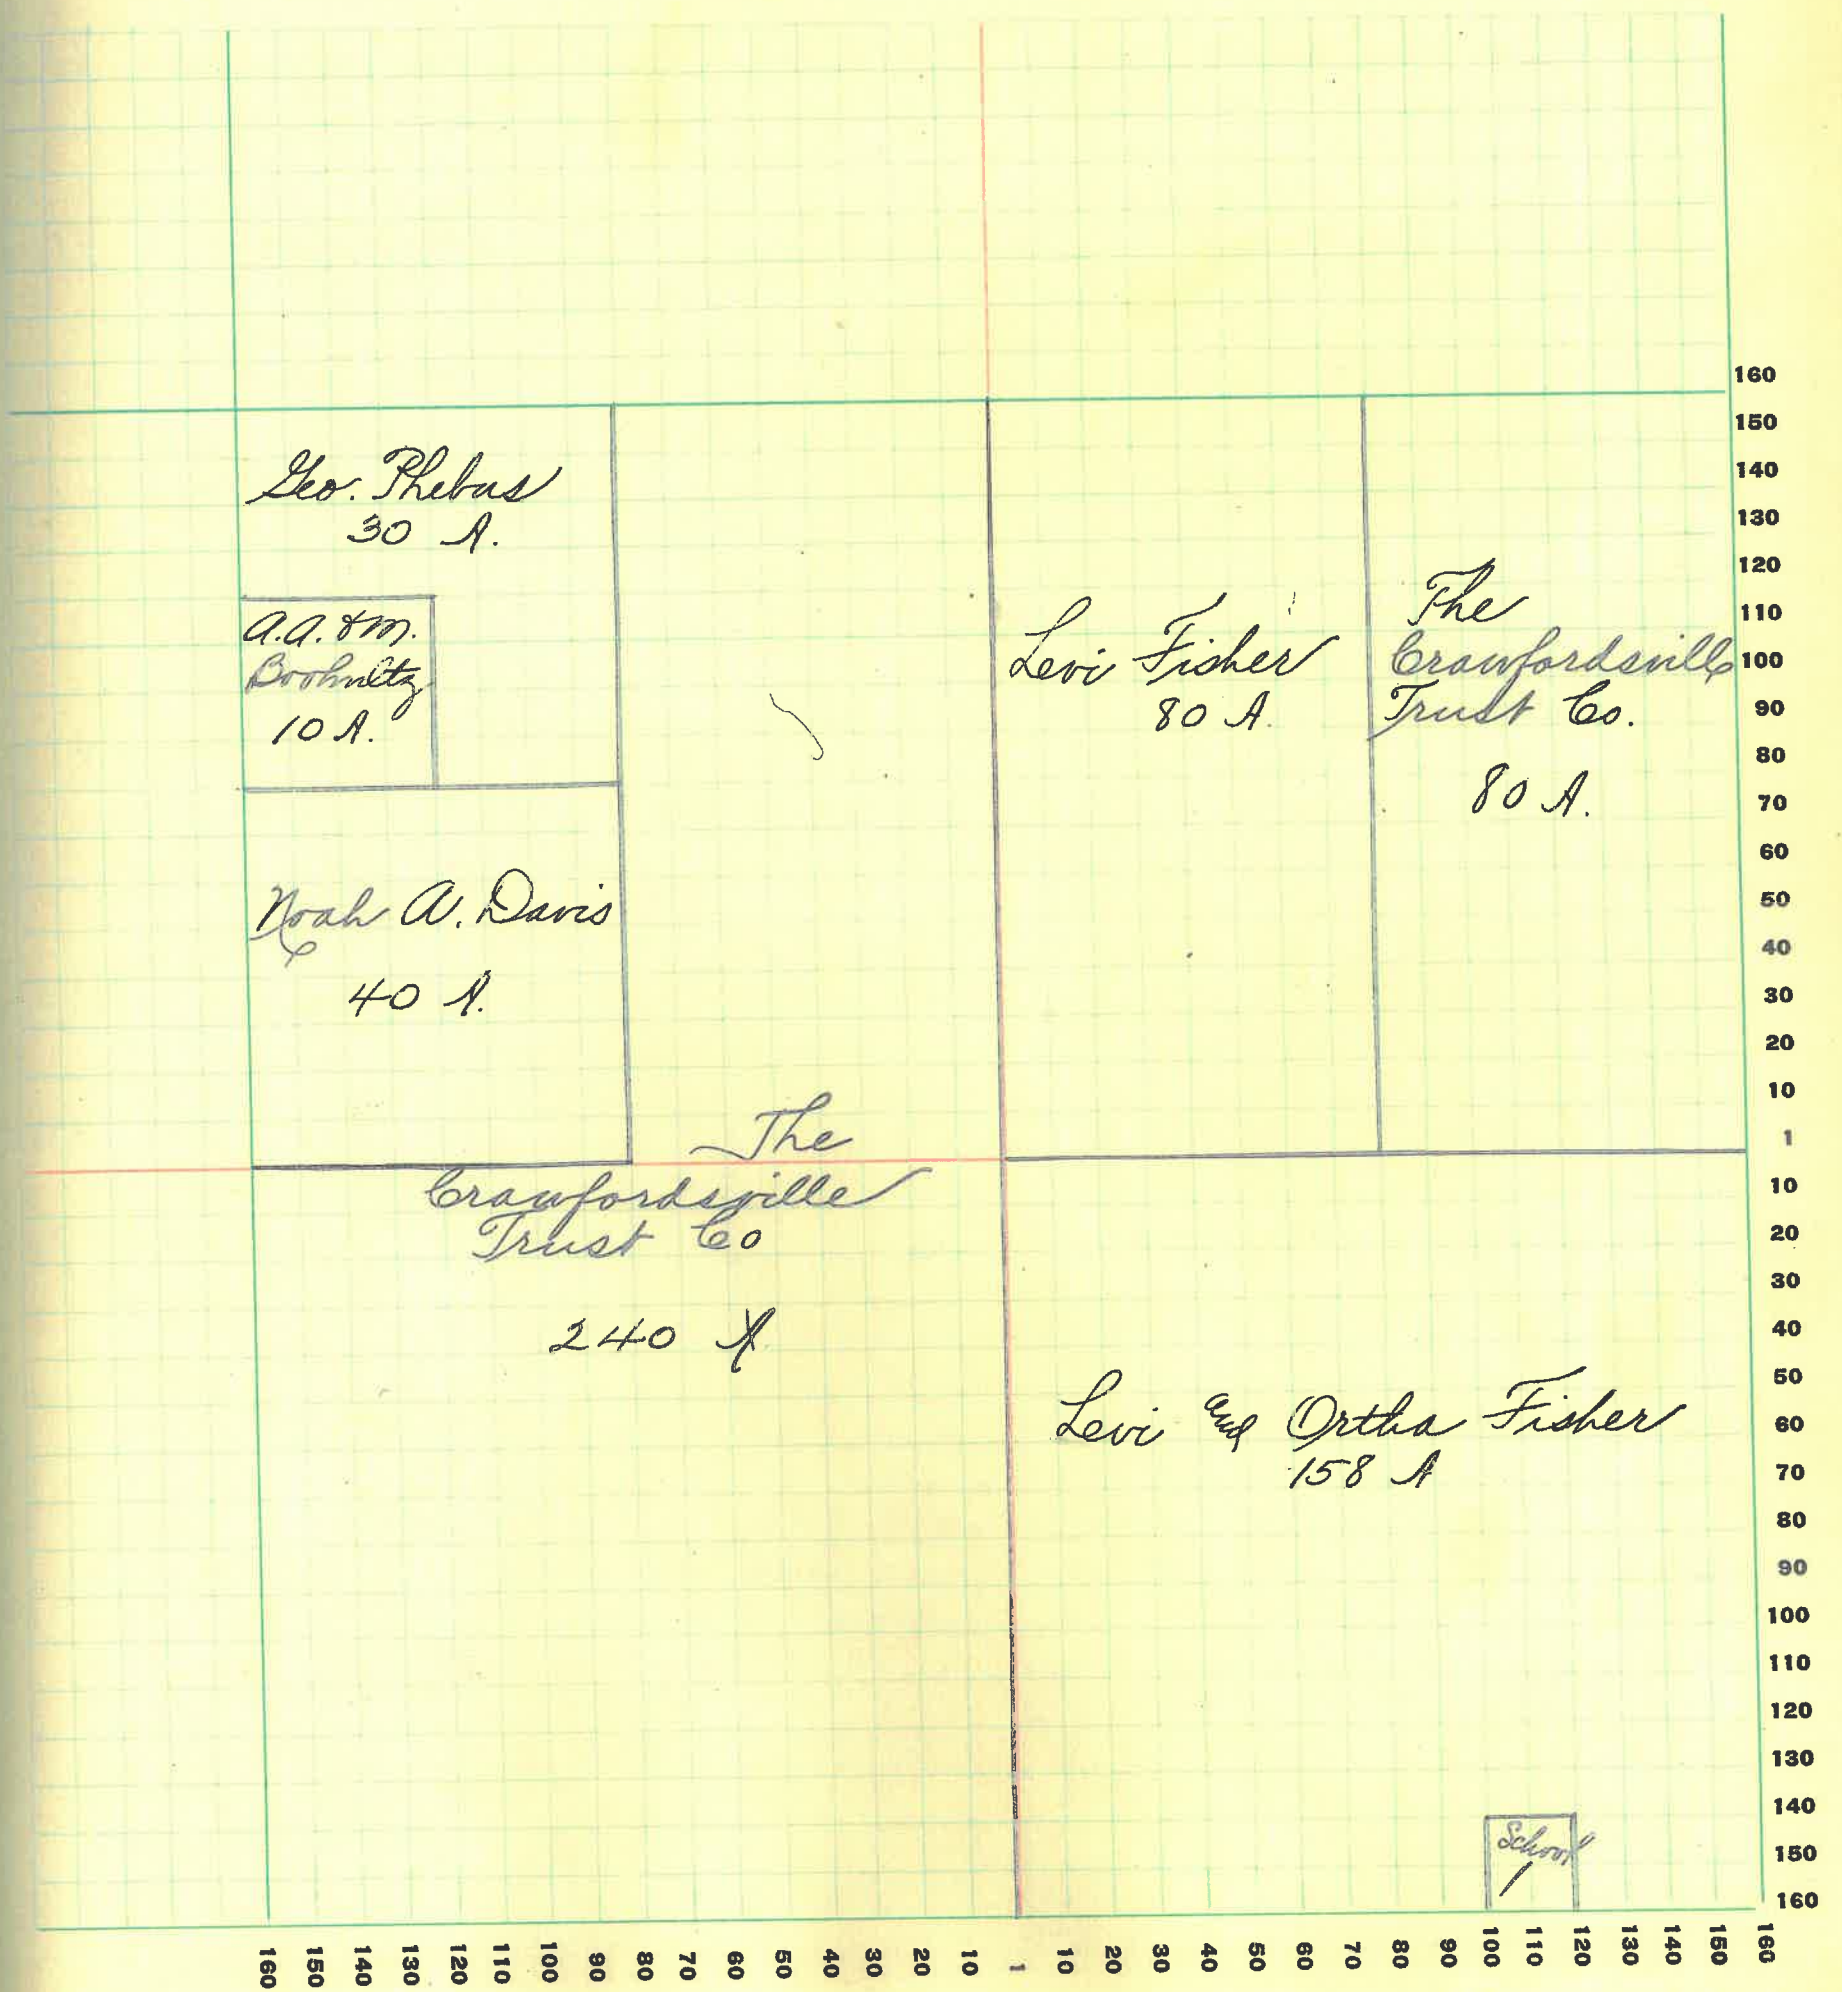 Geo. Phebus
30 A.
A. A. & M.
10 A.
Noah A. Davis
40 A.
Levi Fisher
80 A.
The
Crawfordsville
Trust Co.
80 A.
The
Crawfordsville
Trust Co
240 A
Levi and Ortha Fisher
158 A
School
1
160
150
140
130
120
110
100
90
80
70
60
50
40
30
20
10
1
10
20
30
40
50
60
70
80
90
100
110
120
130
140
150
160
160 150 140 130 120 110 100 90 80 70 60 50 40 30 20 10 1 10 20 30 40 50 60 70 80 90 100 110 120 130 140 150 160